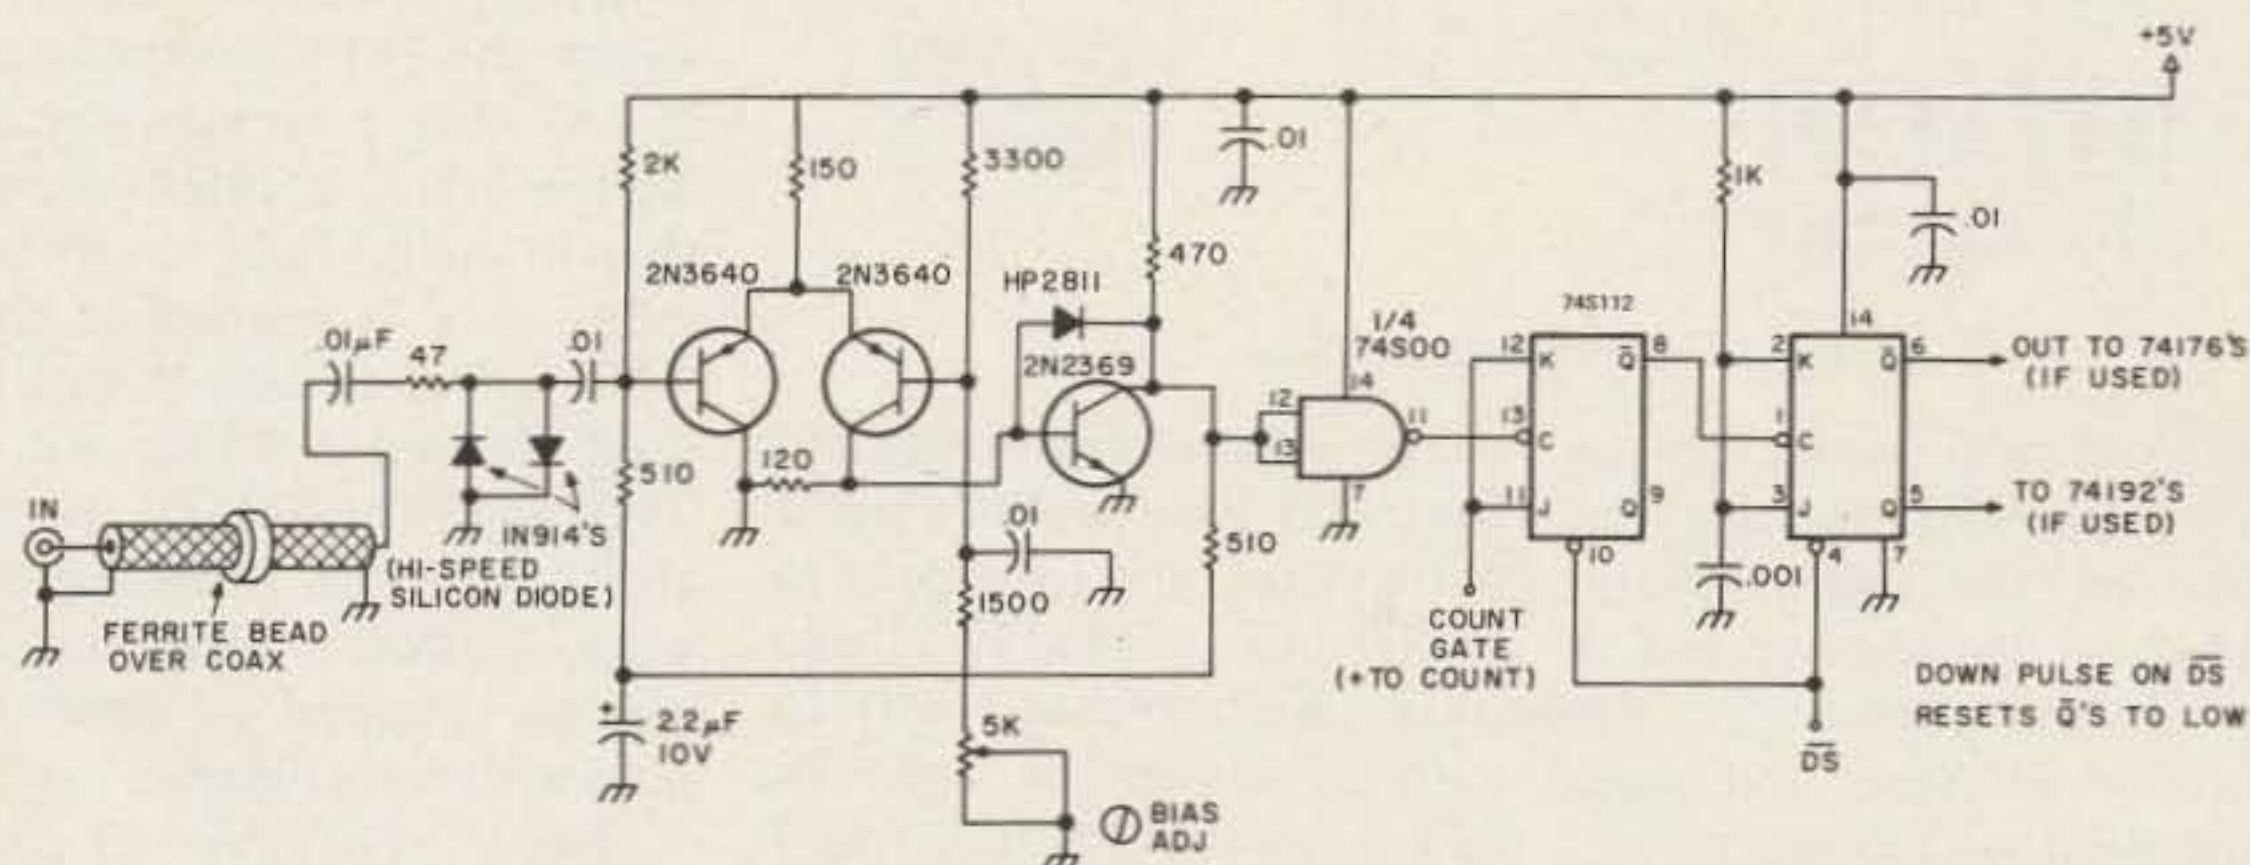 +5V
2K
150
3300
.01
470
1K
.01
2N3640
2N3640
HP2811
74S112
1/4
74S00
14
14
.01µF
47
.01
2N2369
12
13
11
7
12
K
Q̄
8
13
C
11
J
Q
9
10
2
K
Q̄
6
1
C
3
J
Q
5
4
7
OUT TO 74176'S
(IF USED)
TO 74192'S
(IF USED)
510
120
IN
1N914'S
(HI-SPEED
SILICON DIODE)
FERRITE BEAD
OVER COAX
.01
1500
510
COUNT
GATE
(+TO COUNT)
.001
DOWN PULSE ON D̅S̅
RESETS Q̄'S TO LOW
+
2.2µF
10V
5K
D̅S̅
BIAS
ADJ